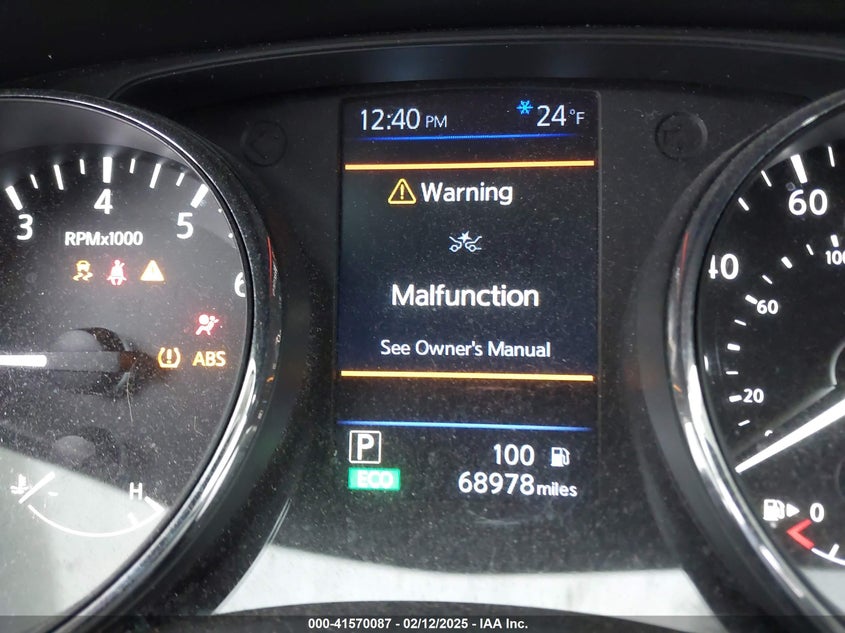 12:40 PM 24°F
Warning
Malfunction
See Owner's Manual
P
100
ECO
68978 miles
3 4 5 6
RPMx1000
ABS
H
40 60
100
60
20
0
000-41570087 - 02/12/2025 - IAA Inc.